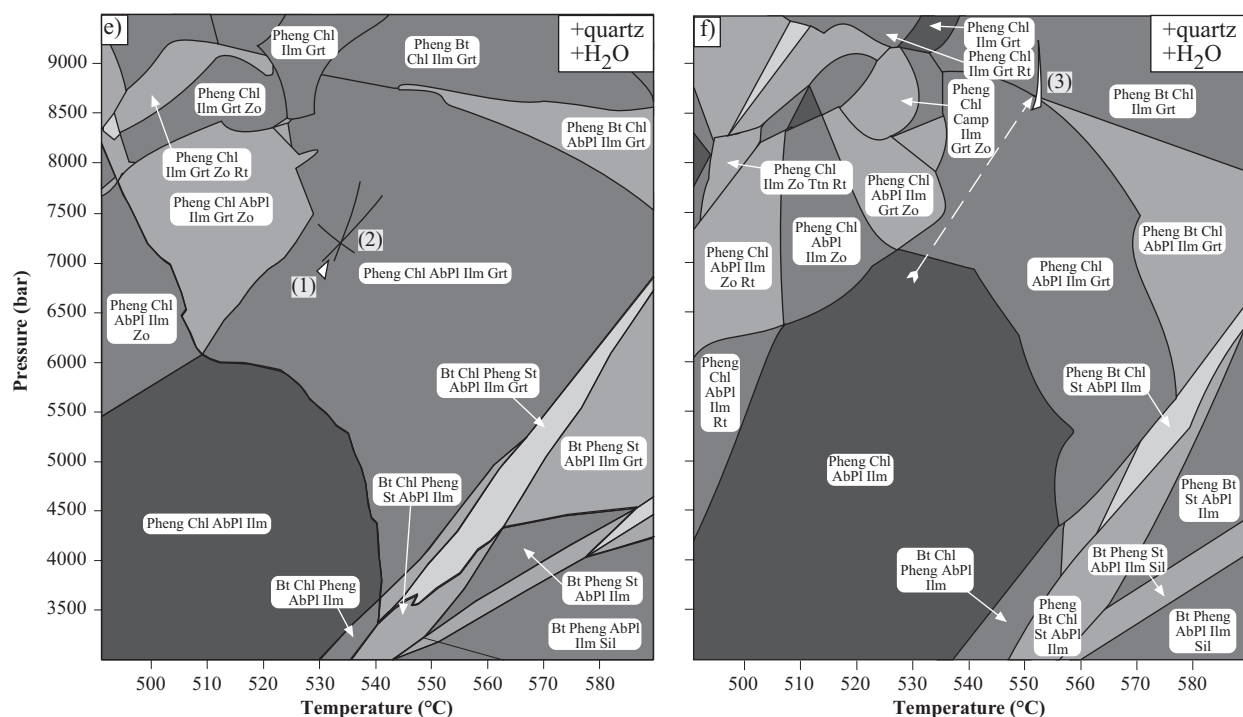 e)
+quartz
+H₂O
Pheng Chl
Ilm Grt
Pheng Bt
Chl Ilm Grt
Pheng Chl
Ilm Grt Zo
Pheng Bt Chl
AbPl Ilm Grt
Pheng Chl
Ilm Grt Zo Rt
Pheng Chl AbPl
Ilm Grt Zo
(2)
(1)
Pheng Chl AbPl Ilm Grt
Pheng Chl
AbPl Ilm
Zo
Bt Chl Pheng St
AbPl Ilm Grt
Bt Pheng St
AbPl Ilm Grt
Bt Chl Pheng
St AbPl Ilm
Pheng Chl AbPl Ilm
Bt Chl Pheng
AbPl Ilm
Bt Pheng St
AbPl Ilm
Bt Pheng AbPl
Ilm Sil
Pressure (bar)
9000
8500
8000
7500
7000
6500
6000
5500
5000
4500
4000
3500
500 510 520 530 540 550 560 570 580
Temperature (°C)
f)
+quartz
+H₂O
Pheng Chl
Ilm Grt
Pheng Chl
Ilm Grt Rt
(3)
Pheng
Chl
Camp
Ilm
Grt Zo
Pheng Bt Chl
Ilm Grt
Pheng Chl
Ilm Zo Ttn Rt
Pheng Chl
AbPl Ilm
Grt Zo
Pheng Chl
AbPl
Ilm Zo
Pheng Bt Chl
AbPl Ilm Grt
Pheng Chl
AbPl Ilm
Zo Rt
Pheng Chl
AbPl Ilm Grt
Pheng
Chl
AbPl
Ilm
Rt
Pheng Bt Chl
St AbPl Ilm
Pheng Chl
AbPl Ilm
Pheng Bt
St AbPl
Ilm
Bt Chl
Pheng AbPl
Ilm
Bt Pheng St
AbPl Ilm Sil
Pheng
Bt Chl
St AbPl
Ilm
Bt Pheng
AbPl Ilm
Sil
500 510 520 530 540 550 560 570 580
Temperature (°C)